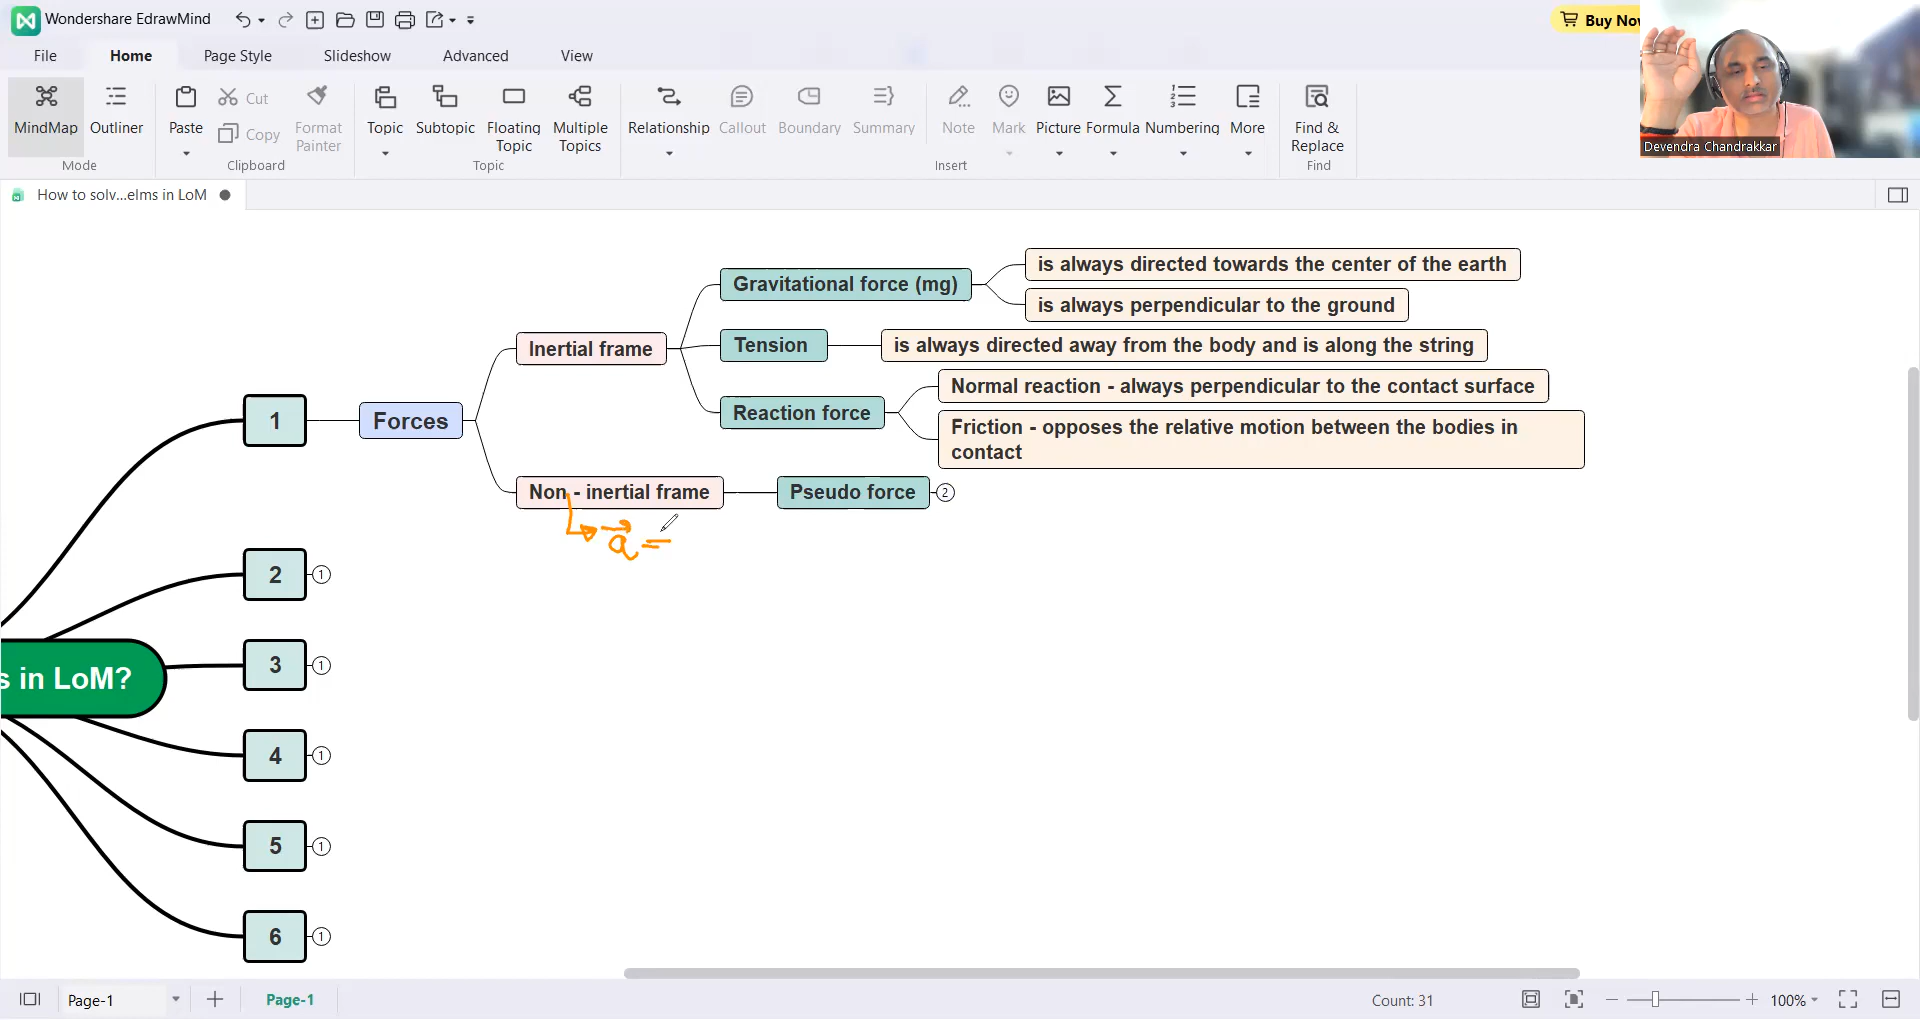 Wondershare EdrawMind
Buy Now
File
Home
Page Style
Slideshow
Advanced
View
MindMap
Outliner
Mode
Paste
Cut
Copy
Format Painter
Clipboard
Topic
Subtopic
Floating Topic
Multiple Topics
Topic
Relationship
Callout
Boundary
Summary
Note
Mark
Picture
Formula
Numbering
More
Insert
Find & Replace
Find
Devendra Chandrakkar
How to solv...elms in LoM
s in LoM?
1
Forces
Inertial frame
Gravitational force (mg)
is always directed towards the center of the earth
is always perpendicular to the ground
Tension
is always directed away from the body and is along the string
Reaction force
Normal reaction - always perpendicular to the contact surface
Friction - opposes the relative motion between the bodies in
contact
Non - inertial frame
Pseudo force
2
a =
2
1
3
1
4
1
5
1
6
1
Page-1
Page-1
Count: 31
100%